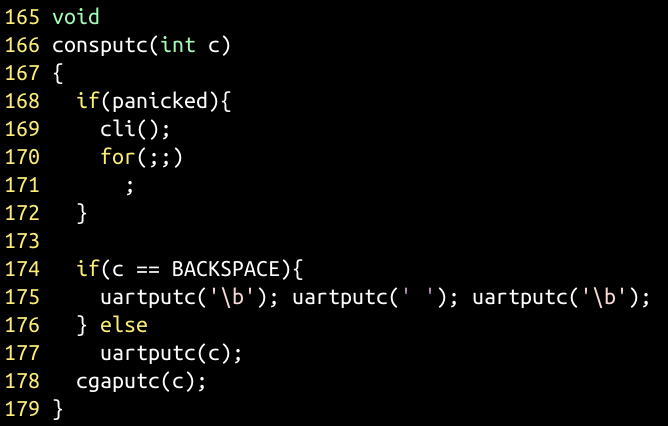 165 void
166 consputc(int c)
167 {
168   if(panicked){
169     cli();
170     for(;;)
171       ;
172   }
173
174   if(c == BACKSPACE){
175     uartputc('\b'); uartputc(' '); uartputc('\b');
176   } else
177     uartputc(c);
178   cgaputc(c);
179 }